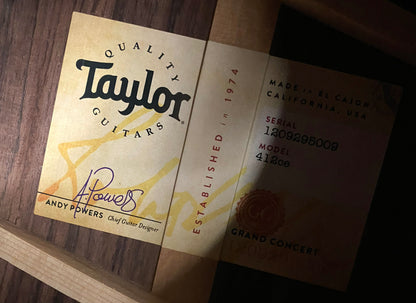 QUALITY
Taylor
GUITARS
A. Powers
ANDY POWERS Chief Guitar Designer
ESTABLISHED in 1974
MADE in EL CAJON
CALIFORNIA, USA
SERIAL
1209295009
MODEL
412ce
GC
GRAND CONCERT